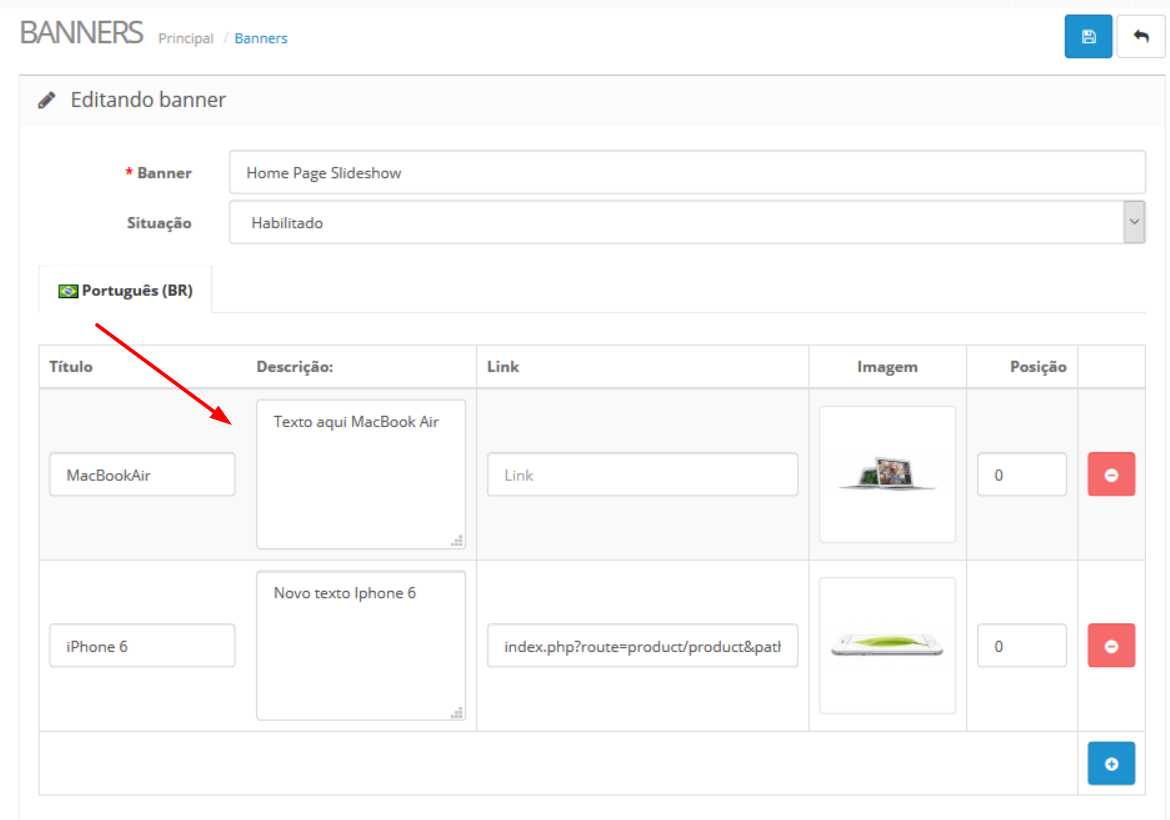 BANNERS Principal / Banners
Editando banner
* Banner Home Page Slideshow
Situação Habilitado
Português (BR)
Título Descrição: Link Imagem Posição
Texto aqui MacBook Air
MacBookAir Link 0
Novo texto Iphone 6
iPhone 6 index.php?route=product/product&path 0